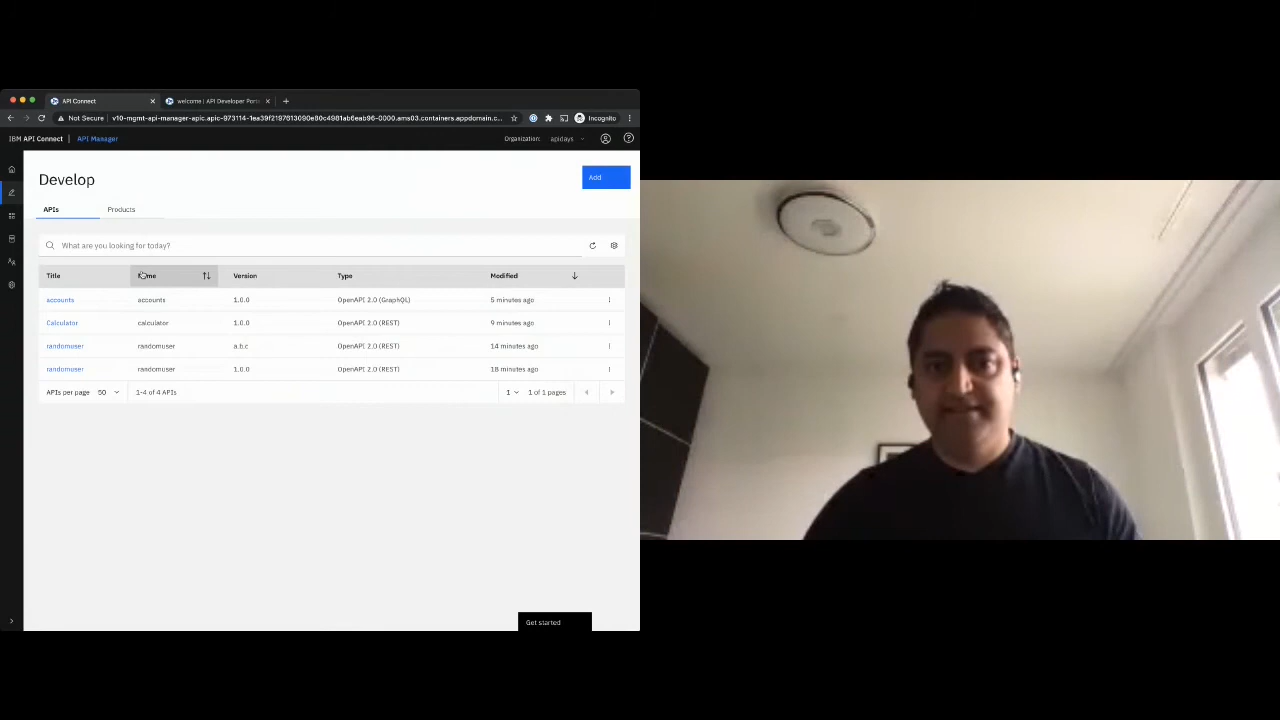 API Connect
welcome | API Developer Port
Not Secure
Incognito
IBM API Connect | API Manager
Organization: apidays
Develop
Add
APIs Products
What are you looking for today?
Title Name Version Type Modified
accounts accounts 1.0.0 OpenAPI 2.0 (GraphQL) 5 minutes ago
Calculator calculator 1.0.0 OpenAPI 2.0 (REST) 9 minutes ago
randomuser randomuser a.b.c OpenAPI 2.0 (REST) 14 minutes ago
randomuser randomuser 1.0.0 OpenAPI 2.0 (REST) 18 minutes ago
APIs per page 50 1-4 of 4 APIs 1 1 of 1 pages
Get started